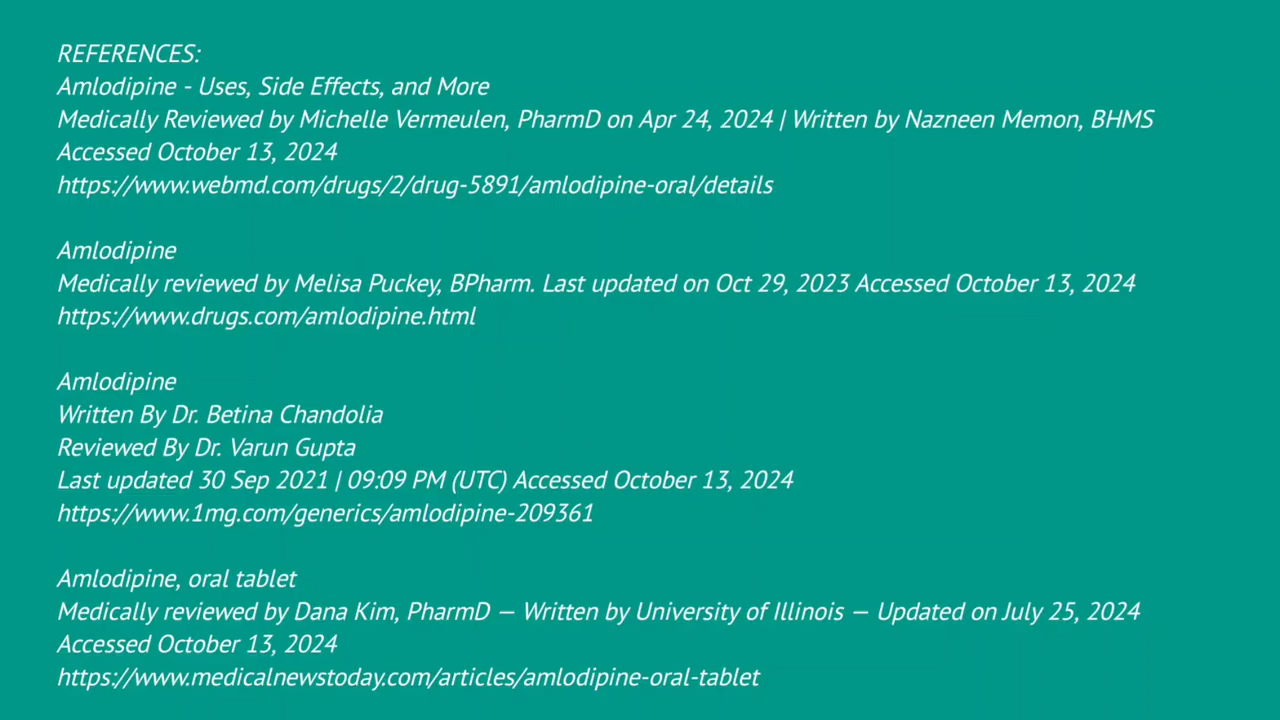 REFERENCES:
Amlodipine - Uses, Side Effects, and More
Medically Reviewed by Michelle Vermeulen, PharmD on Apr 24, 2024 | Written by Nazneen Memon, BHMS
Accessed October 13, 2024
https://www.webmd.com/drugs/2/drug-5891/amlodipine-oral/details
Amlodipine
Medically reviewed by Melisa Puckey, BPharm. Last updated on Oct 29, 2023 Accessed October 13, 2024
https://www.drugs.com/amlodipine.html
Amlodipine
Written By Dr. Betina Chandolia
Reviewed By Dr. Varun Gupta
Last updated 30 Sep 2021 | 09:09 PM (UTC) Accessed October 13, 2024
https://www.1mg.com/generics/amlodipine-209361
Amlodipine, oral tablet
Medically reviewed by Dana Kim, PharmD — Written by University of Illinois — Updated on July 25, 2024
Accessed October 13, 2024
https://www.medicalnewstoday.com/articles/amlodipine-oral-tablet